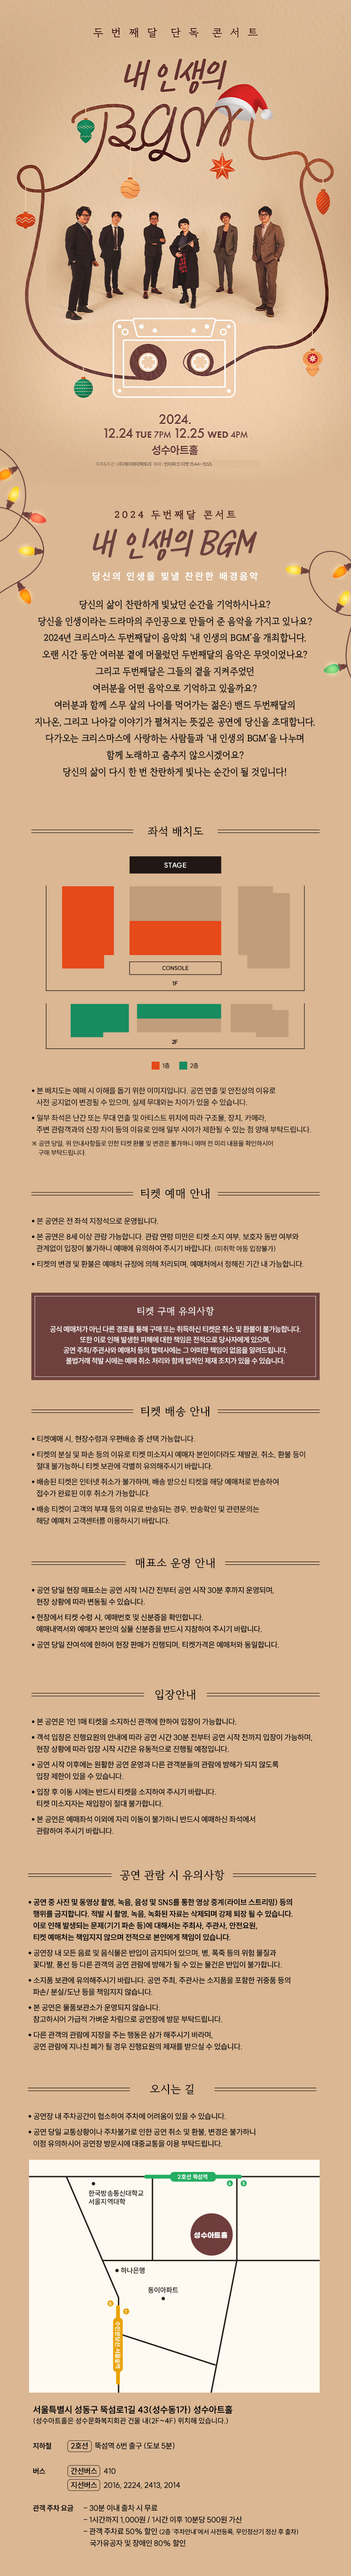 두번째달 단독 콘서트
내 인생의
BGM
2024.
12.24 TUE 7PM 12.25 WED 4PM
성수아트홀
2024 두번째달 콘서트
내 인생의 BGM
당신의 인생을 빛낼 찬란한 배경음악
당신의 삶이 찬란하게 빛났던 순간을 기억하시나요?
당신을 인생이라는 드라마의 주인공으로 만들어 준 음악을 가지고 있나요?
2024년 크리스마스 두번째달이 음악회 '내 인생의 BGM'을 개최합니다.
오랜 시간 동안 여러분 곁에 머물렀던 두번째달의 음악은 무엇이었나요?
그리고 두번째달은 그들의 곁을 지켜주었던
여러분을 어떤 음악으로 기억하고 있을까요?
여러분과 함께 스무 살의 나이를 먹어가는 젊은:) 밴드 두번째달의
지나온, 그리고 나아갈 이야기가 펼쳐지는 뜻깊은 공연에 당신을 초대합니다.
다가오는 크리스마스에 사랑하는 사람들과 '내 인생의 BGM'을 나누며
함께 노래하고 춤추지 않으시겠어요?
당신의 삶이 다시 한 번 찬란하게 빛나는 순간이 될 것입니다!
좌석 배치도
STAGE
CONSOLE
1F
2F
1층 2층
• 본 배치도는 예매 시 이해를 돕기 위한 이미지입니다. 공연 연출 및 안전상의 이유로
사전 공지없이 변경될 수 있으며, 실제 무대와는 차이가 있을 수 있습니다.
• 일부 좌석은 난간 또는 무대 연출 및 아티스트 위치에 따라 구조물, 장치, 카메라,
주변 관람객과의 신장 차이 등의 이유로 인해 일부 시야가 제한될 수 있는 점 양해 부탁드립니다.
※ 공연 당일, 위 안내사항들로 인한 티켓 환불 및 변경은 불가하니 예매 전 미리 내용을 확인하시어
구매 부탁드립니다.
티켓 예매 안내
• 본 공연은 전 좌석 지정석으로 운영됩니다.
• 본 공연은 8세 이상 관람 가능합니다. 관람 연령 미만은 티켓 소지 여부, 보호자 동반 여부와
관계없이 입장이 불가하니 예매에 유의하여 주시기 바랍니다. (미취학 아동 입장불가)
• 티켓의 변경 및 환불은 예매처 규정에 의해 처리되며, 예매처에서 정해진 기간 내 가능합니다.
티켓 구매 유의사항
공식 예매처가 아닌 다른 경로를 통해 구매 또는 취득하신 티켓은 취소 및 환불이 불가능합니다.
또한 이로 인해 발생한 피해에 대한 책임은 전적으로 당사자에게 있으며,
공연 주최/주관사와 예매처 등의 협력사에는 그 어떠한 책임이 없음을 알려드립니다.
불법거래 적발 시에는 예매 취소 처리와 함께 법적인 제재 조치가 있을 수 있습니다.
티켓 배송 안내
• 티켓예매 시, 현장수령과 우편배송 중 선택 가능합니다.
• 티켓의 분실 및 파손 등의 이유로 티켓 미소지시 예매자 본인이더라도 재발권, 취소, 환불 등이
절대 불가능하니 티켓 보관에 각별히 유의해주시기 바랍니다.
• 배송된 티켓은 인터넷 취소가 불가하며, 배송 받으신 티켓을 해당 예매처로 반송하여
접수가 완료된 이후 취소가 가능합니다.
• 배송 티켓이 고객의 부재 등의 이유로 반송되는 경우, 반송확인 및 관련문의는
해당 예매처 고객센터를 이용하시기 바랍니다.
매표소 운영 안내
• 공연 당일 현장 매표소는 공연 시작 1시간 전부터 공연 시작 30분 후까지 운영되며,
현장 상황에 따라 변동될 수 있습니다.
• 현장에서 티켓 수령 시, 예매번호 및 신분증을 확인합니다.
예매내역서와 예매자 본인의 실물 신분증을 반드시 지참하여 주시기 바랍니다.
• 공연 당일 잔여석에 한하여 현장 판매가 진행되며, 티켓가격은 예매처와 동일합니다.
입장안내
• 본 공연은 1인 1매 티켓을 소지하신 관객에 한하여 입장이 가능합니다.
• 객석 입장은 진행요원의 안내에 따라 공연 시간 30분 전부터 공연 시작 전까지 입장이 가능하며,
현장 상황에 따라 입장 시작 시간은 유동적으로 진행될 예정입니다.
• 공연 시작 이후에는 원활한 공연 운영과 다른 관객분들의 관람에 방해가 되지 않도록
입장 제한이 있을 수 있습니다.
• 입장 후 이동 시에는 반드시 티켓을 소지하여 주시기 바랍니다.
티켓 미소지자는 재입장이 절대 불가합니다.
• 본 공연은 예매좌석 이외에 자리 이동이 불가하니 반드시 예매하신 좌석에서
관람하여 주시기 바랍니다.
공연 관람 시 유의사항
• 공연 중 사진 및 동영상 촬영, 녹음, 음성 및 SNS를 통한 영상 중계(라이브 스트리밍) 등의
행위를 금지합니다. 적발 시 촬영, 녹음, 녹화된 자료는 삭제되며 강제 퇴장 될 수 있습니다.
이로 인해 발생되는 문제(기기 파손 등)에 대해서는 주최사, 주관사, 안전요원,
티켓 예매처는 책임지지 않으며 전적으로 본인에게 책임이 있습니다.
• 공연장 내 모든 음료 및 음식물은 반입이 금지되어 있으며, 병, 폭죽 등의 위험 물질과
꽃다발, 풍선 등 다른 관객의 공연 관람에 방해가 될 수 있는 물건은 반입이 불가합니다.
• 소지품 보관에 유의해주시기 바랍니다. 공연 주최, 주관사는 소지품을 포함한 귀중품 등의
파손/ 분실/도난 등을 책임지지 않습니다.
• 본 공연은 물품보관소가 운영되지 않습니다.
참고하시어 가급적 가벼운 차림으로 공연장에 방문 부탁드립니다.
• 다른 관객의 관람에 지장을 주는 행동은 삼가 해주시기 바라며,
공연 관람에 지나친 폐가 될 경우 진행요원의 제재를 받으실 수 있습니다.
오시는 길
• 공연장 내 주차공간이 협소하여 주차에 어려움이 있을 수 있습니다.
• 공연 당일 교통상황이나 주차불가로 인한 공연 취소 및 환불, 변경은 불가하니
이점 유의하시어 공연장 방문시에 대중교통을 이용 부탁드립니다.
2호선 뚝섬역
한국방송통신대학교
서울지역대학
성수아트홀
하나은행
동아아파트
서울특별시 성동구 뚝섬로1길 43(성수동1가) 성수아트홀
(성수아트홀은 성수문화복지회관 건물 내(2F~4F) 위치해 있습니다.)
지하철 2호선 뚝섬역 6번 출구 (도보 5분)
버스 간선버스 410
지선버스 2016, 2224, 2413, 2014
관객 주차 요금 - 30분 이내 출차 시 무료
- 1시간까지 1,000원 / 1시간 이후 10분당 500원 가산
- 관객 주차료 50% 할인 (2층 '주차안내'에서 사전등록, 무인정산기 정산 후 출차)
국가유공자 및 장애인 80% 할인